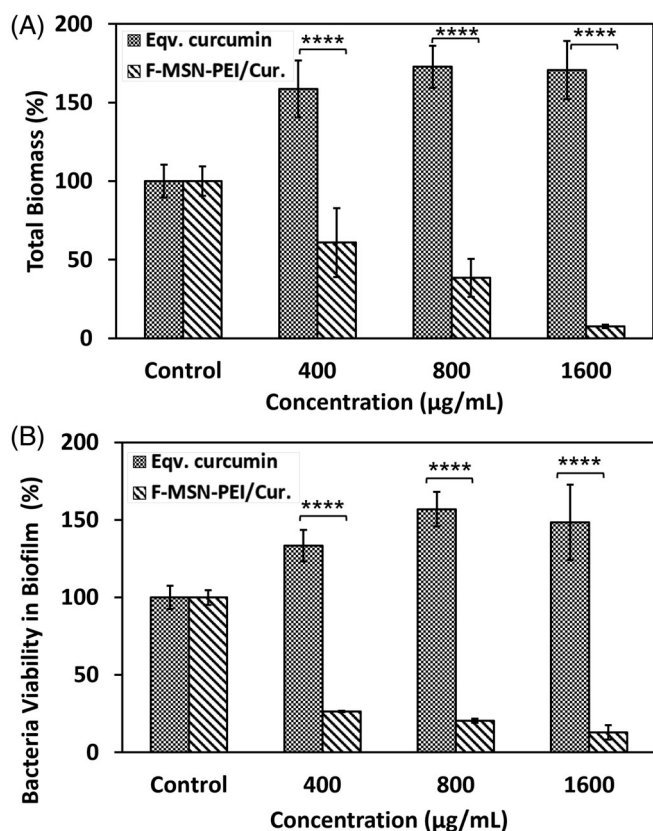 (A)
200
150
100
50
0
Total Biomass (%)
Eqv. curcumin
F-MSN-PEI/Cur.
****
****
****
Control
400
800
1600
Concentration (µg/mL)
(B)
200
150
100
50
0
Bacteria Viability in Biofilm (%)
Eqv. curcumin
F-MSN-PEI/Cur.
****
****
****
Control
400
800
1600
Concentration (µg/mL)